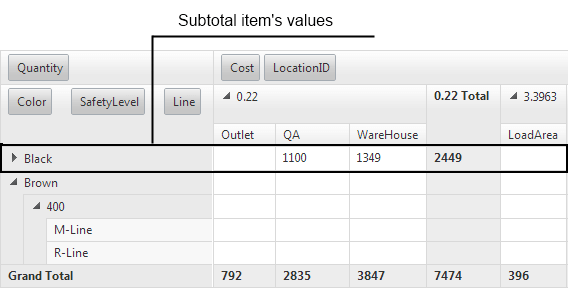 Subtotal item's values
Quantity Cost LocationID
Color SafetyLevel Line 0.22 0.22 Total 3.3963
Outlet QA WareHouse LoadArea
Black 1100 1349 2449
Brown
400
M-Line
R-Line
Grand Total 792 2835 3847 7474 396